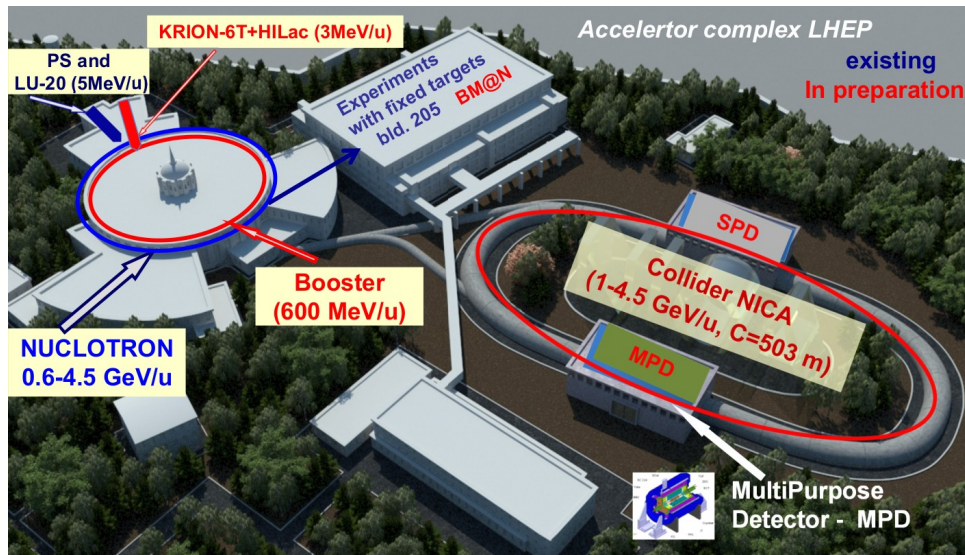 Accelertor complex LHEP
existing
In preparation
KRION-6T+HILac (3MeV/u)
PS and
LU-20 (5MeV/u)
Experiments
with fixed targets
bld. 205 BM@N
Booster
(600 MeV/u)
NUCLOTRON
0.6-4.5 GeV/u
SPD
Collider NICA
(1-4.5 GeV/u, C=503 m)
MPD
MultiPurpose
Detector - MPD